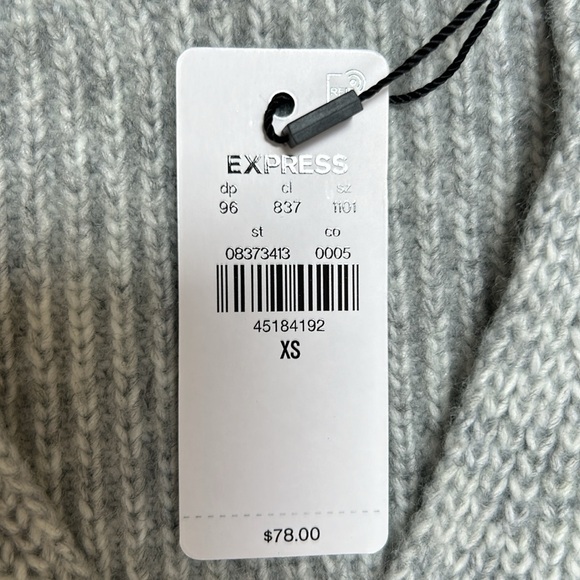 EXPRESS
dp cl sz
96 837 1101
st co
08373413 0005
45184192
XS
$78.00